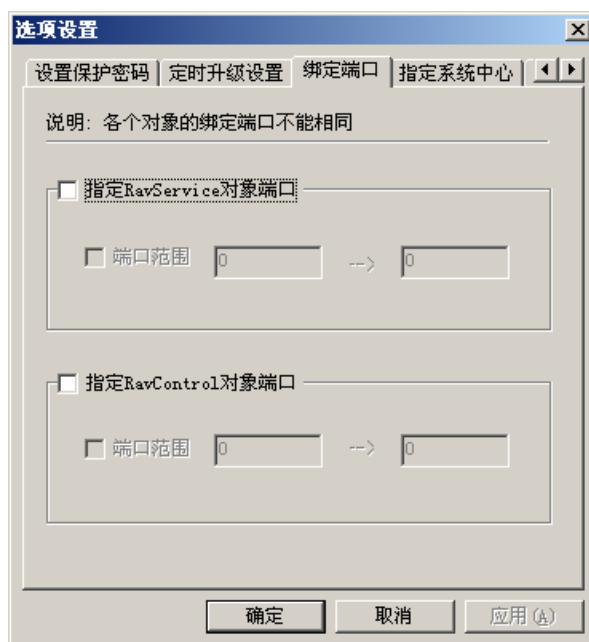 选项设置
设置保护密码 定时升级设置 绑定端口 指定系统中心
说明: 各个对象的绑定端口不能相同
指定RavService对象端口
端口范围 0 --> 0
指定RavControl对象端口
端口范围 0 --> 0
确定 取消 应用(A)